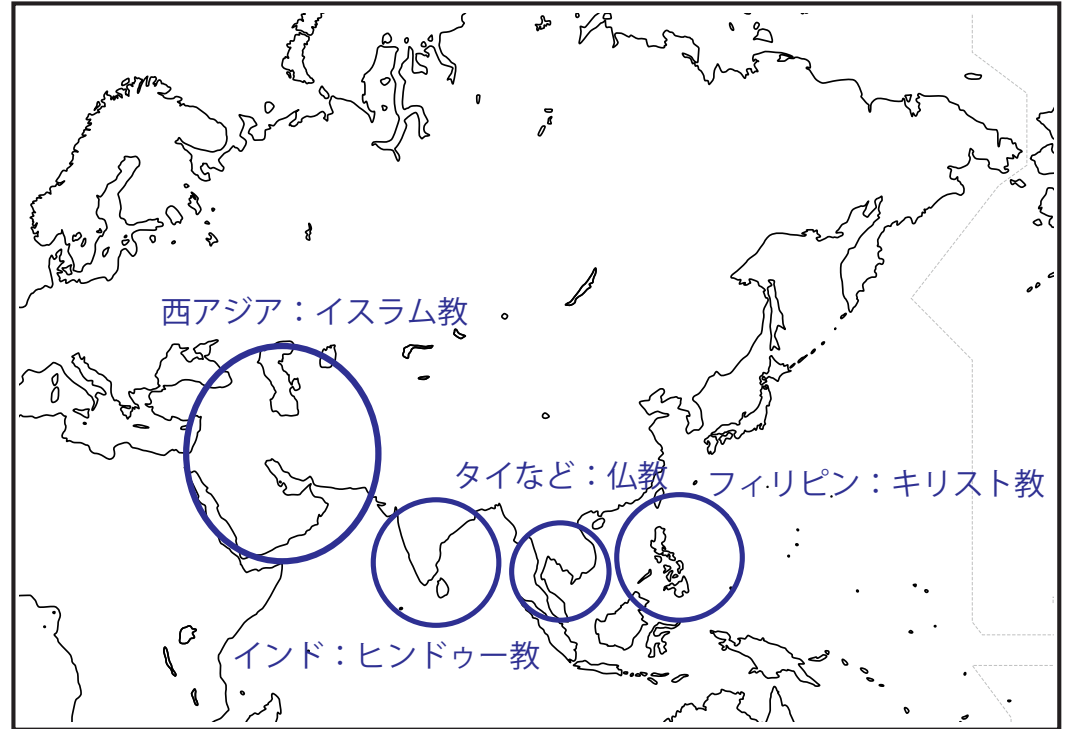 西アジア：イスラム教
タイなど：仏教
フィリピン：キリスト教
インド：ヒンドゥー教